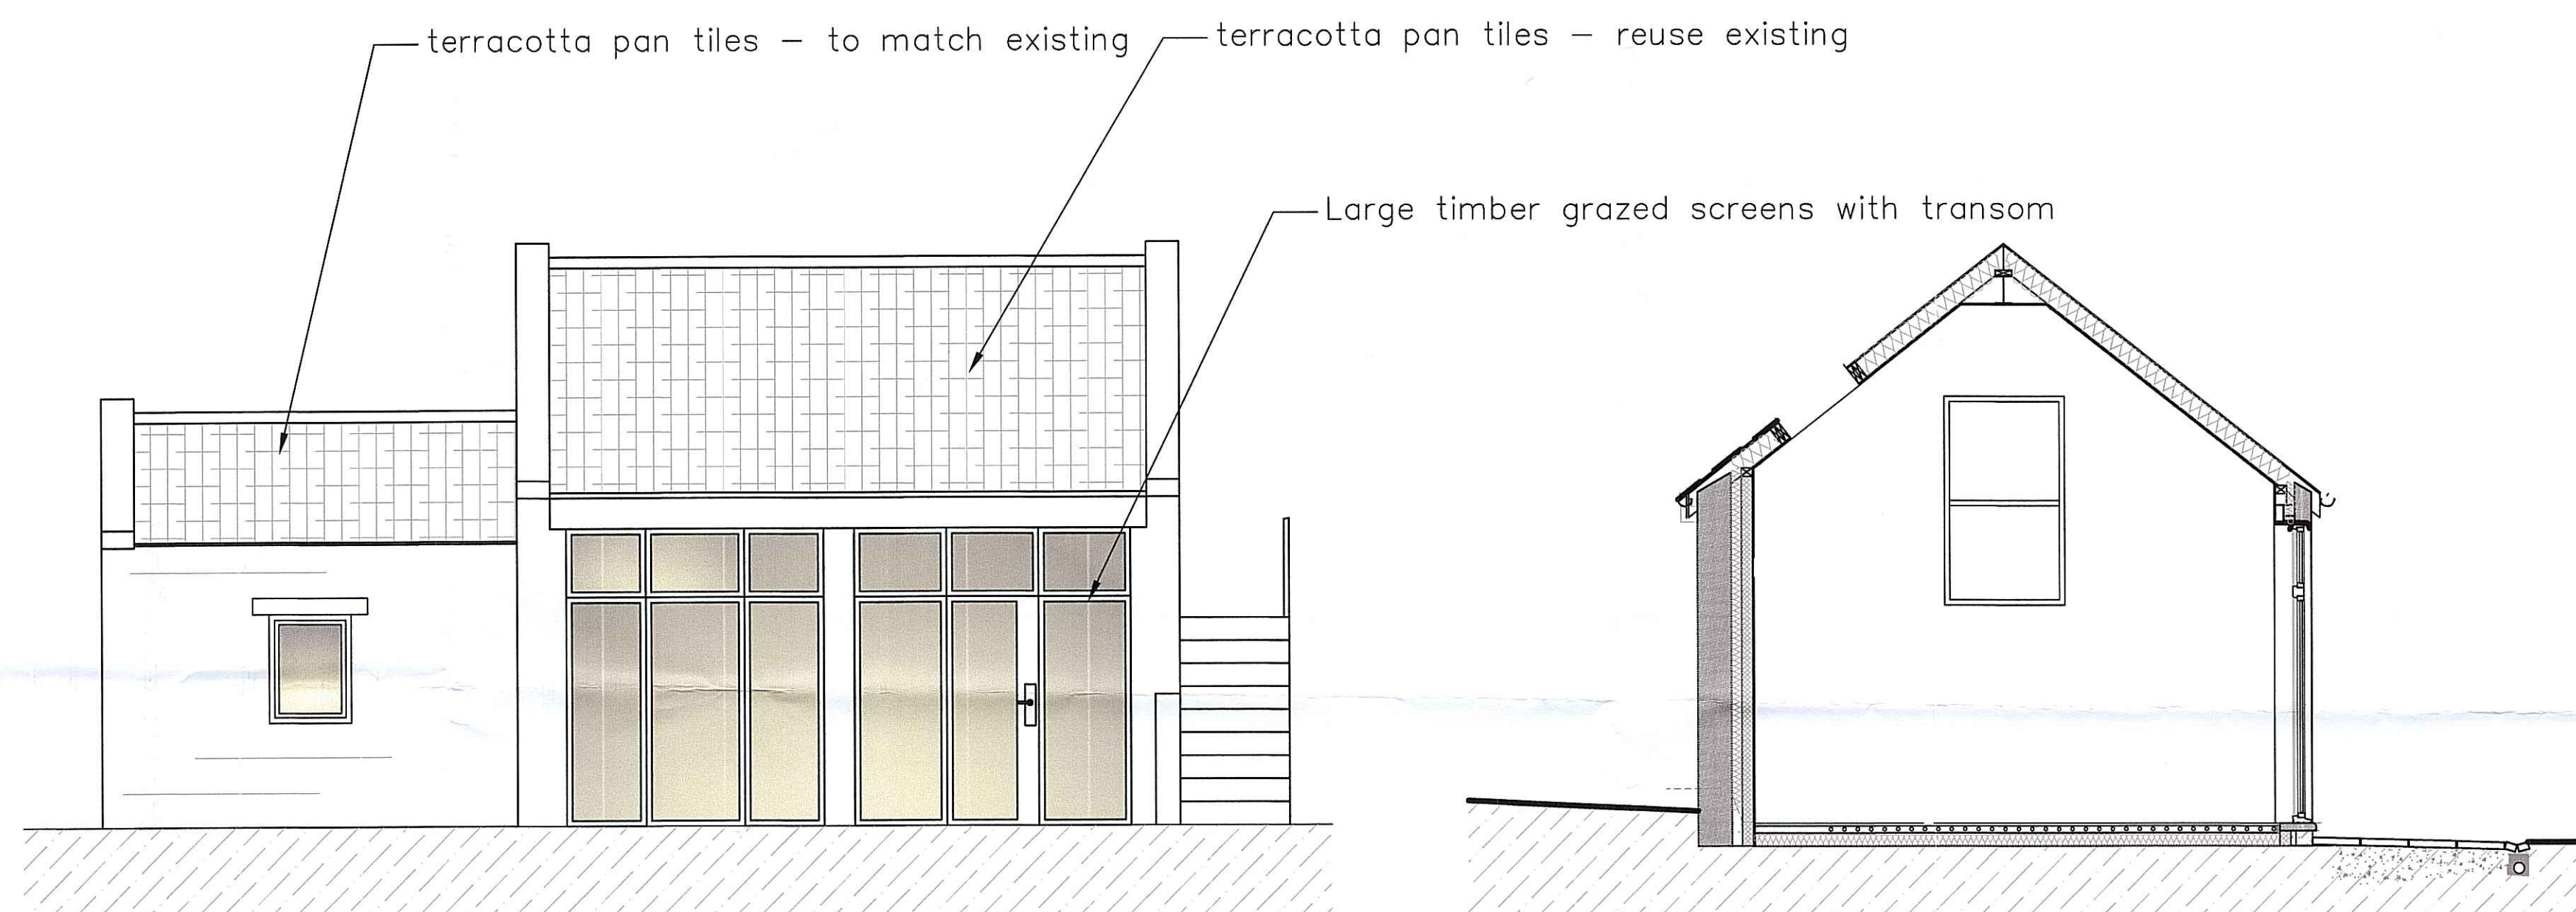 terracotta pan tiles – to match existing
terracotta pan tiles – reuse existing
Large timber grazed screens with transom